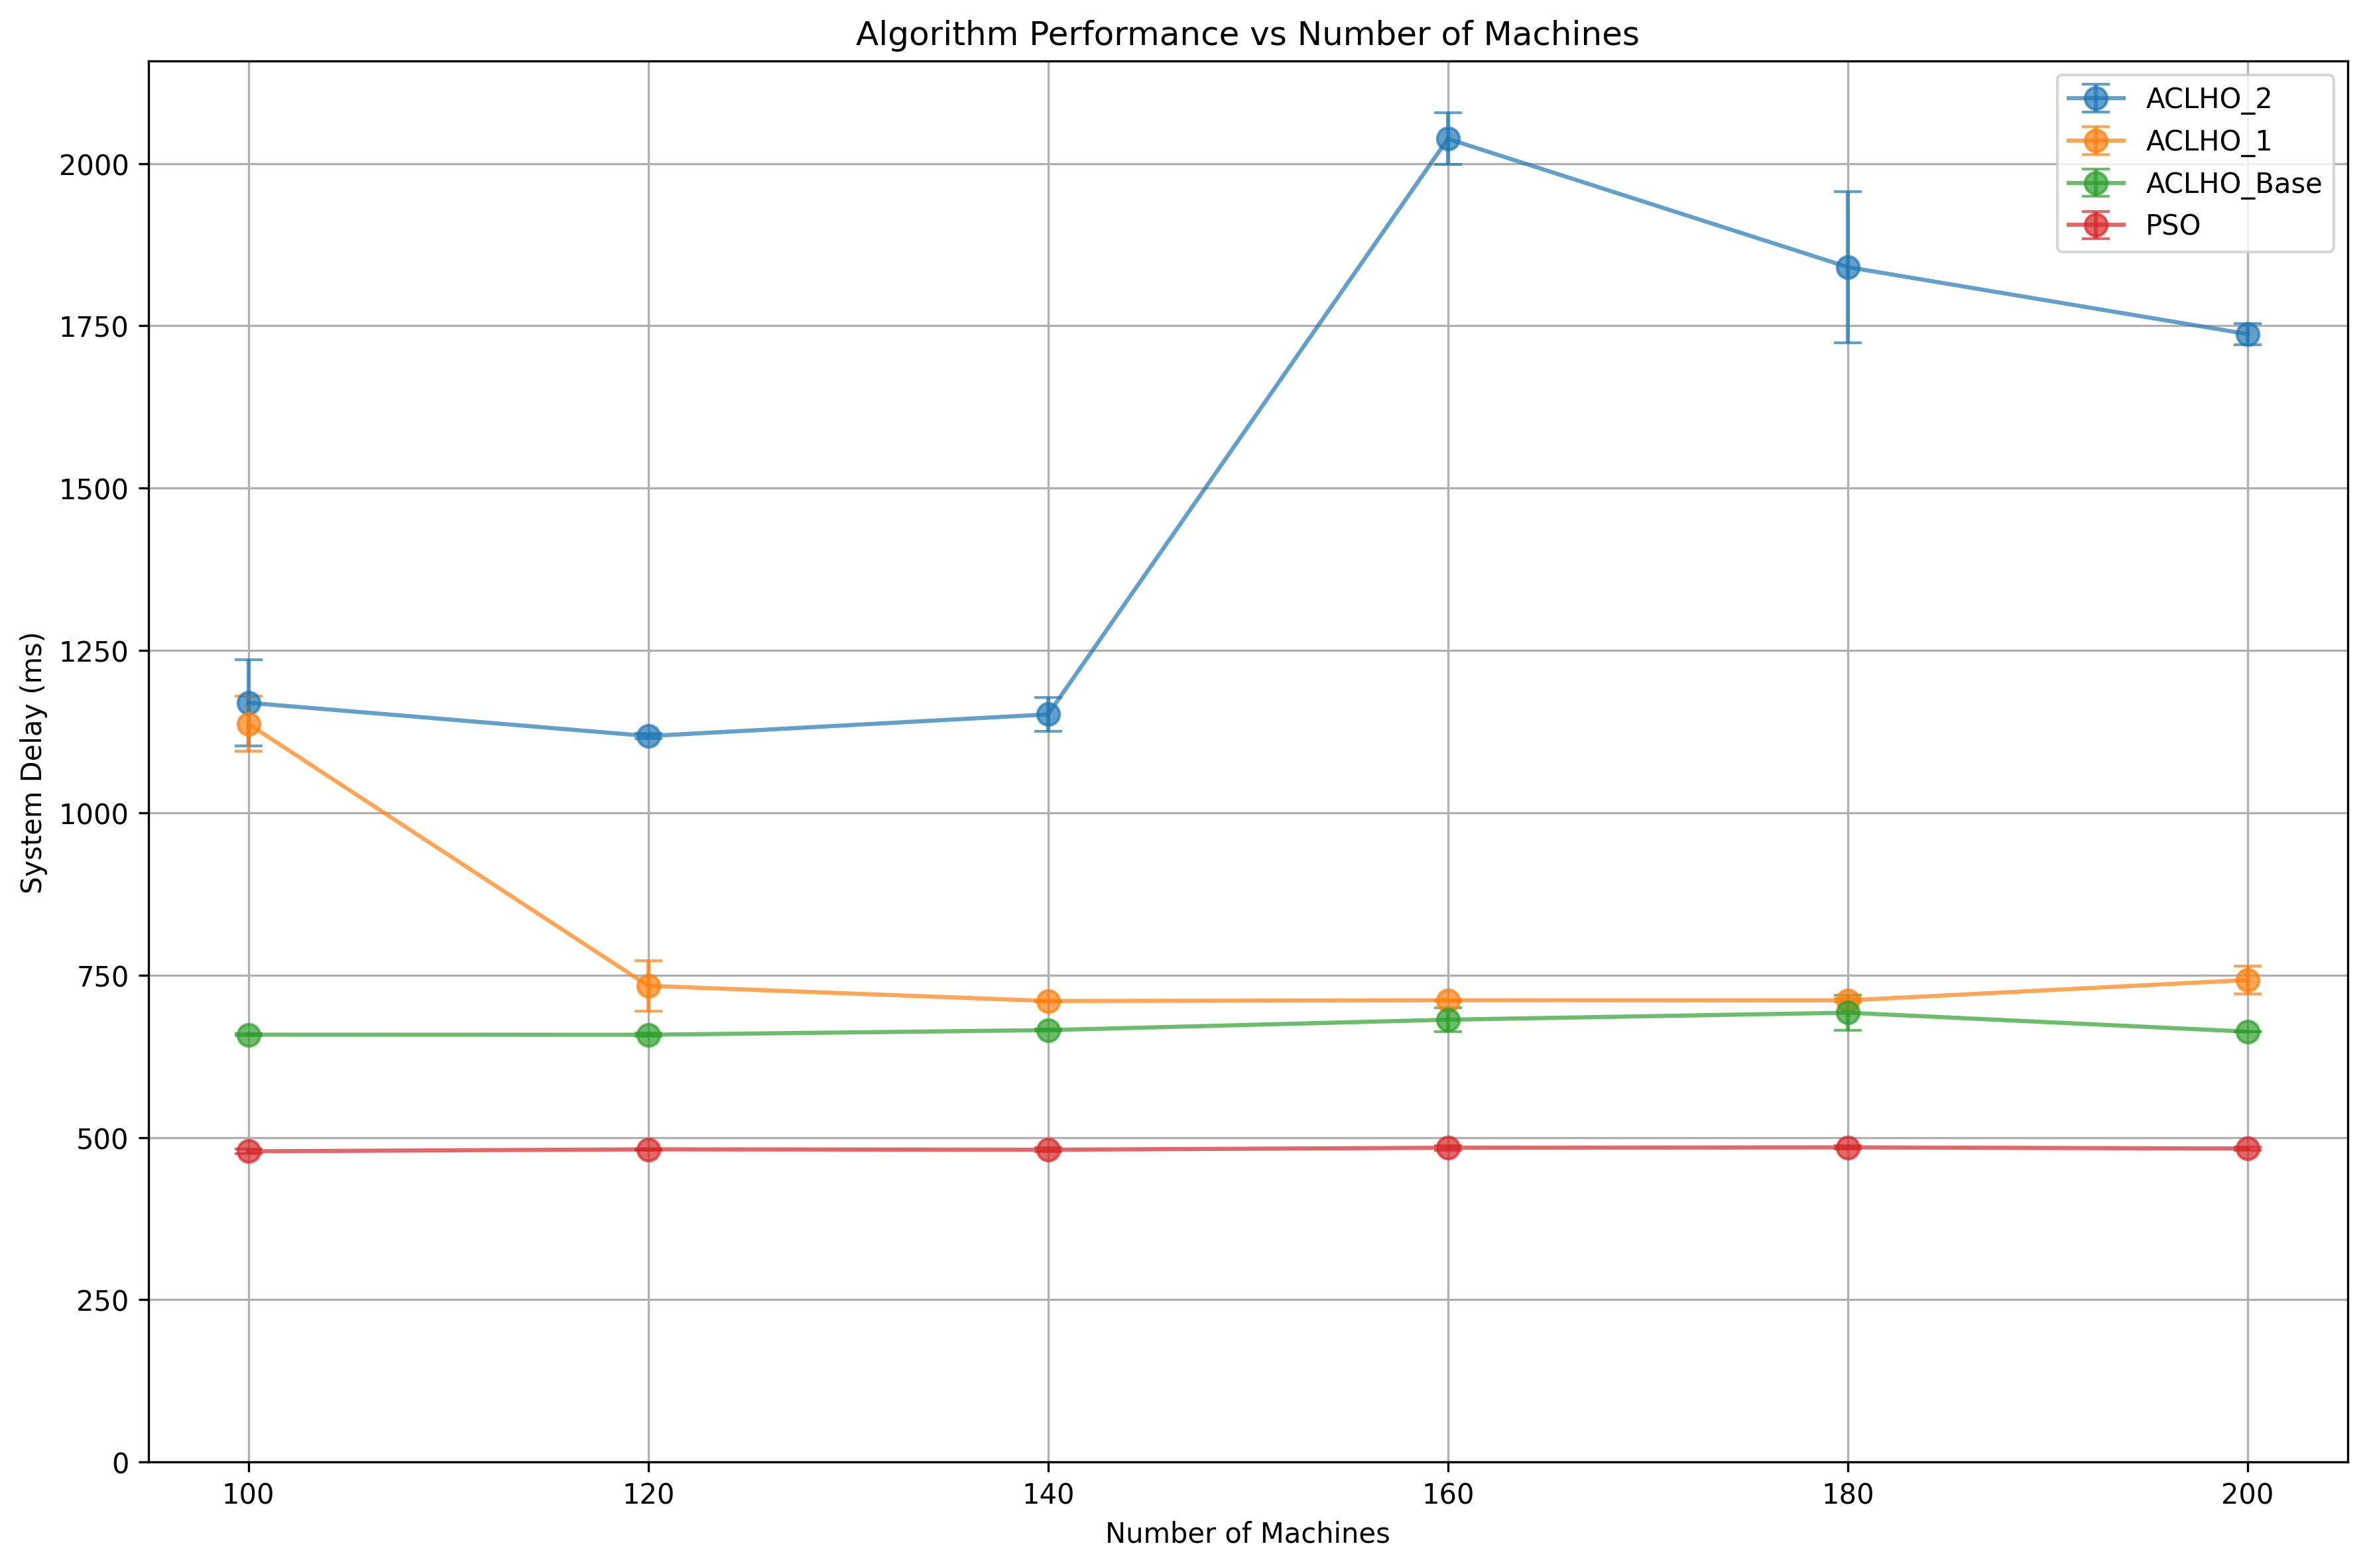 Algorithm Performance vs Number of Machines
ACLHO_2
ACLHO_1
ACLHO_Base
PSO
System Delay (ms)
2000
1750
1500
1250
1000
750
500
250
0
100 120 140 160 180 200
Number of Machines